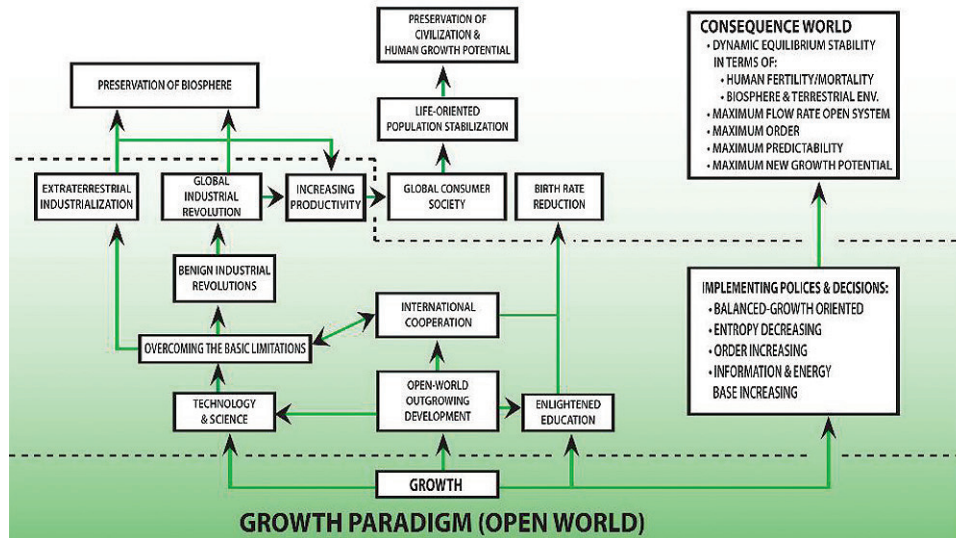 PRESERVATION OF
CIVILIZATION &
HUMAN GROWTH POTENTIAL
CONSEQUENCE WORLD
• DYNAMIC EQUILIBRIUM STABILITY
IN TERMS OF:
• HUMAN FERTILITY/MORTALITY
• BIOSPHERE & TERRESTRIAL ENV.
• MAXIMUM FLOW RATE OPEN SYSTEM
• MAXIMUM ORDER
• MAXIMUM PREDICTABILITY
• MAXIMUM NEW GROWTH POTENTIAL
PRESERVATION OF BIOSPHERE
LIFE-ORIENTED
POPULATION STABILIZATION
EXTRATERRESTRIAL
INDUSTRIALIZATION
GLOBAL
INDUSTRIAL
REVOLUTION
INCREASING
PRODUCTIVITY
GLOBAL CONSUMER
SOCIETY
BIRTH RATE
REDUCTION
BENIGN INDUSTRIAL
REVOLUTIONS
INTERNATIONAL
COOPERATION
IMPLEMENTING POLICES & DECISIONS:
• BALANCED-GROWTH ORIENTED
• ENTROPY DECREASING
• ORDER INCREASING
• INFORMATION & ENERGY
BASE INCREASING
OVERCOMING THE BASIC LIMITATIONS
TECHNOLOGY
& SCIENCE
OPEN-WORLD
OUTGROWING
DEVELOPMENT
ENLIGHTENED
EDUCATION
GROWTH
GROWTH PARADIGM (OPEN WORLD)